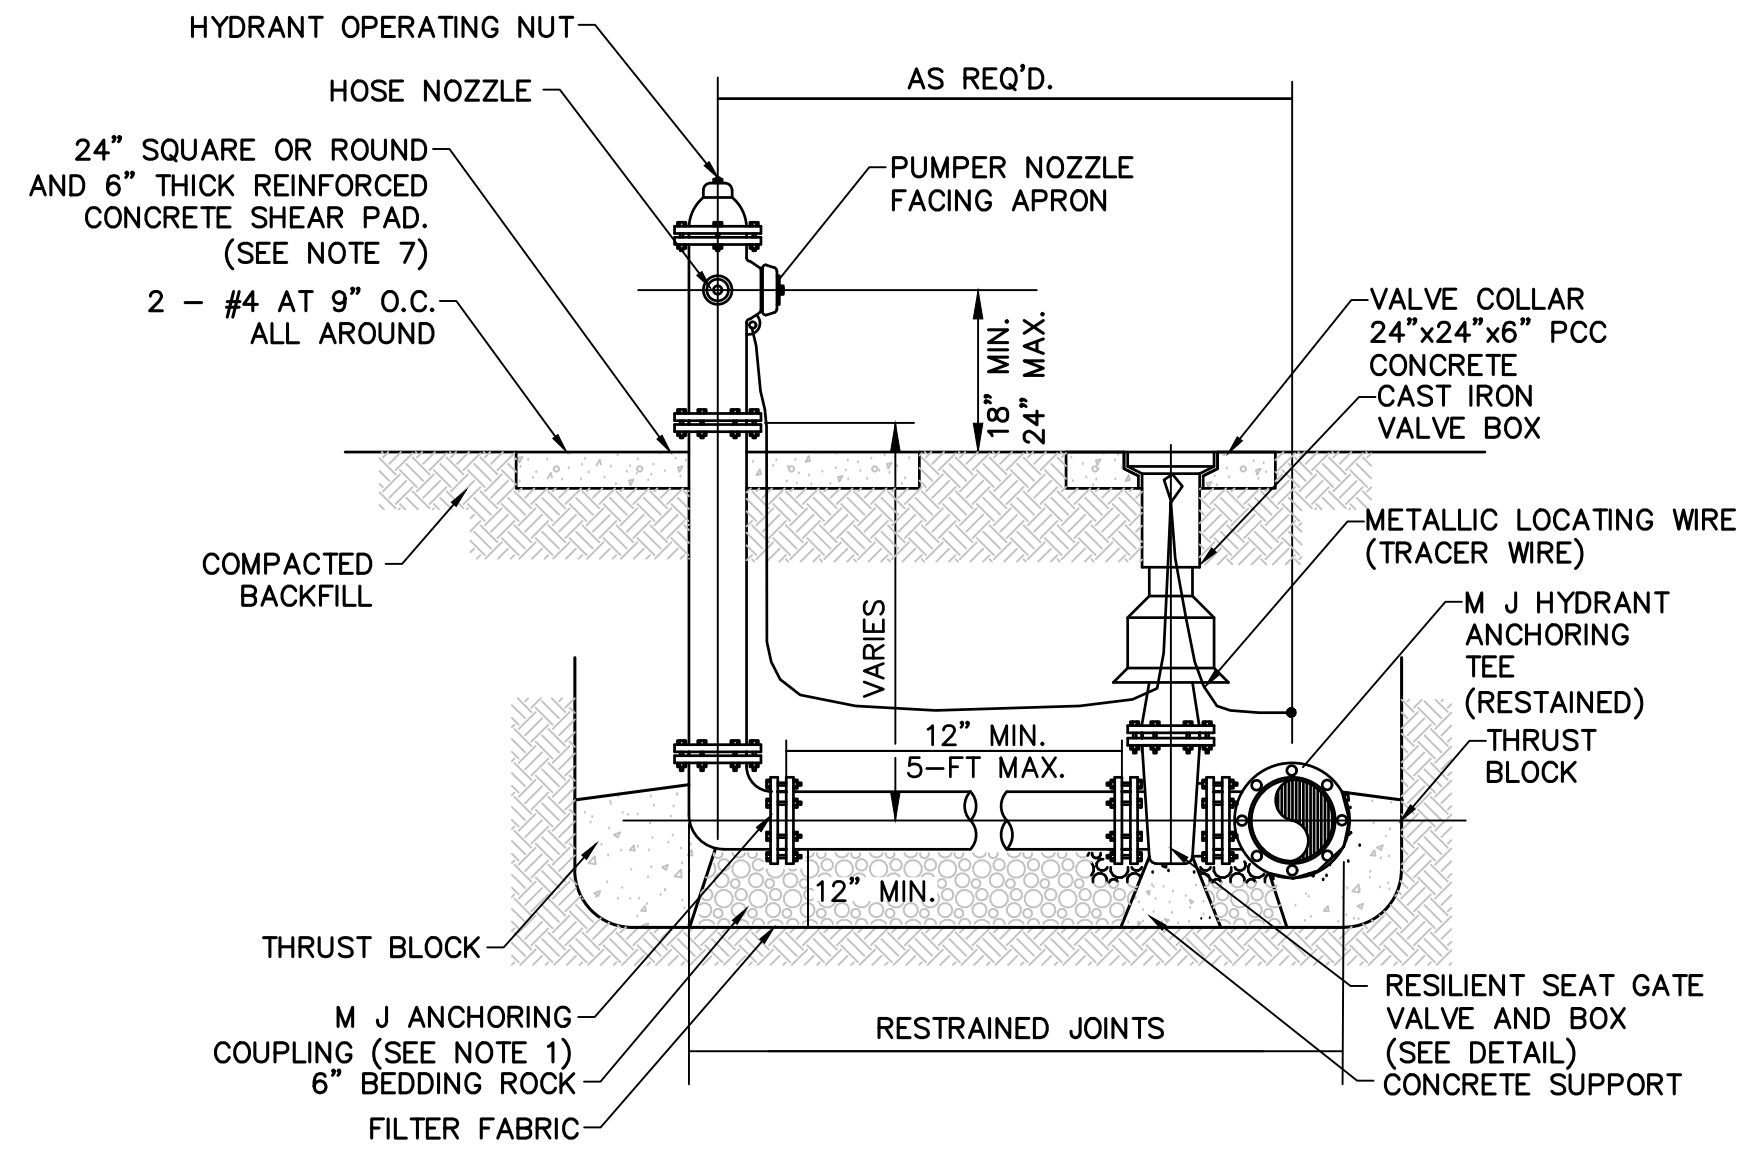 HYDRANT OPERATING NUT
HOSE NOZZLE
24" SQUARE OR ROUND
AND 6" THICK REINFORCED
CONCRETE SHEAR PAD.
(SEE NOTE 7)
2 - #4 AT 9" O.C.
ALL AROUND
COMPACTED
BACKFILL
AS REQ'D.
PUMPER NOZZLE
FACING APRON
18" MIN.
24" MAX.
VALVE COLLAR
24"x24"x6" PCC
CONCRETE
CAST IRON
VALVE BOX
METALLIC LOCATING WIRE
(TRACER WIRE)
M J HYDRANT
ANCHORING
TEE
(RESTAINED)
THRUST
BLOCK
VARIES
12" MIN.
5-FT MAX.
12" MIN.
THRUST BLOCK
M J ANCHORING
COUPLING (SEE NOTE 1)
6" BEDDING ROCK
FILTER FABRIC
RESTRAINED JOINTS
RESILIENT SEAT GATE
VALVE AND BOX
(SEE DETAIL)
CONCRETE SUPPORT